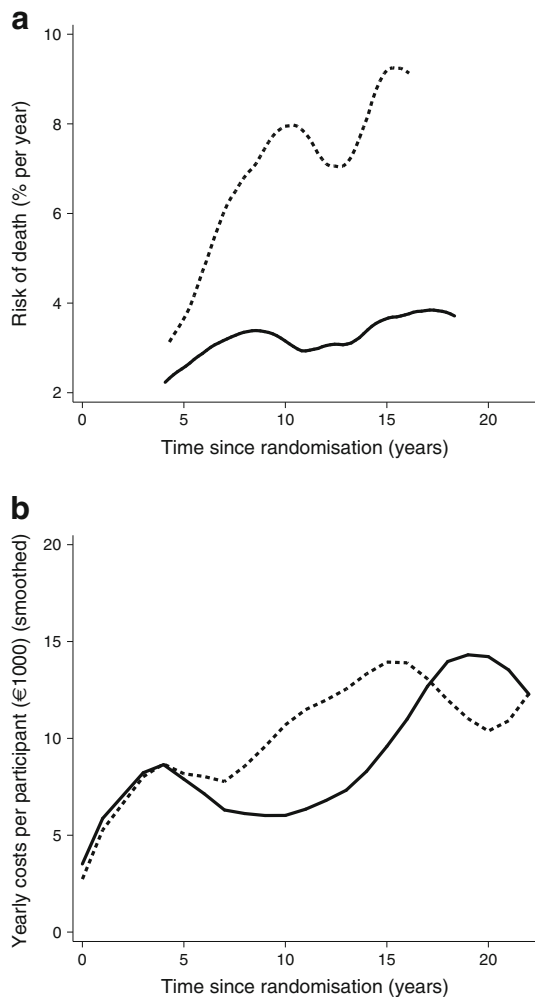 a
Risk of death (% per year)
10
8
6
4
2
0 5 10 15 20
Time since randomisation (years)
b
Yearly costs per participant (€1000) (smoothed)
20
15
10
5
0
0 5 10 15 20
Time since randomisation (years)